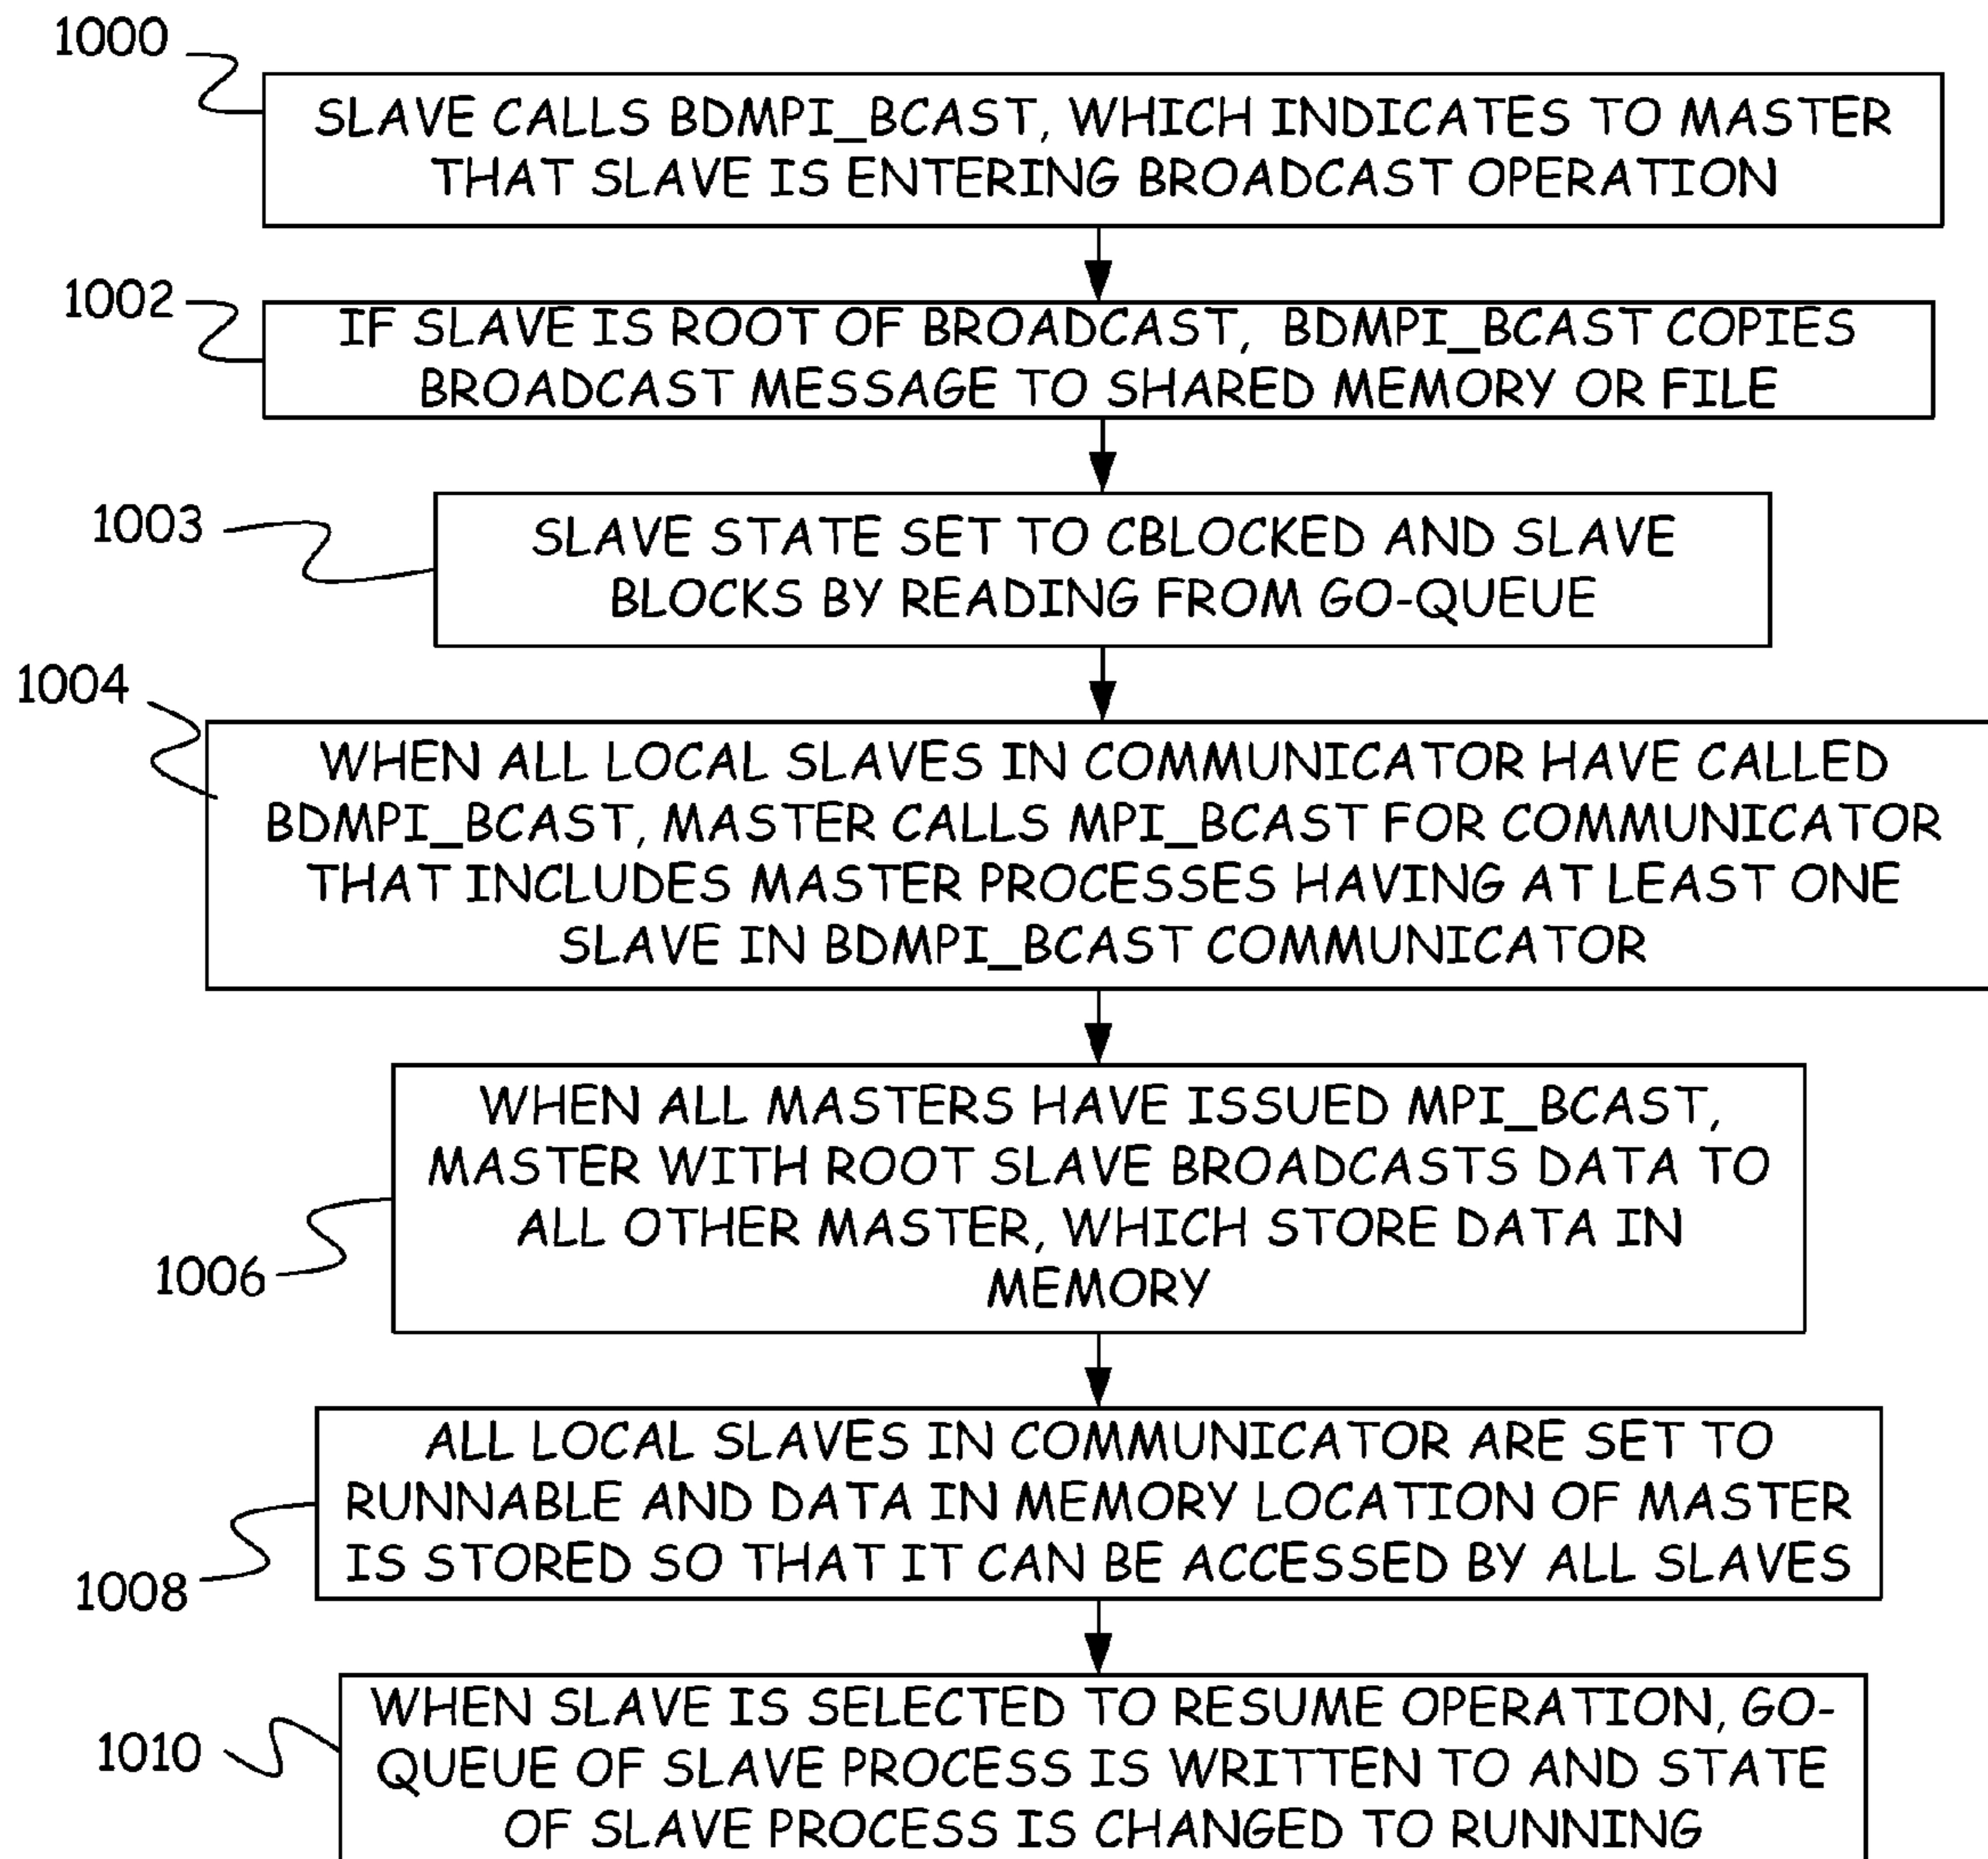 1000
SLAVE CALLS BDMPI_BCAST, WHICH INDICATES TO MASTER
THAT SLAVE IS ENTERING BROADCAST OPERATION
1002
IF SLAVE IS ROOT OF BROADCAST, BDMPI_BCAST COPIES
BROADCAST MESSAGE TO SHARED MEMORY OR FILE
1003
SLAVE STATE SET TO CBLOCKED AND SLAVE
BLOCKS BY READING FROM GO-QUEUE
1004
WHEN ALL LOCAL SLAVES IN COMMUNICATOR HAVE CALLED
BDMPI_BCAST, MASTER CALLS MPI_BCAST FOR COMMUNICATOR
THAT INCLUDES MASTER PROCESSES HAVING AT LEAST ONE
SLAVE IN BDMPI_BCAST COMMUNICATOR
WHEN ALL MASTERS HAVE ISSUED MPI_BCAST,
MASTER WITH ROOT SLAVE BROADCASTS DATA TO
ALL OTHER MASTER, WHICH STORE DATA IN
MEMORY
1006
ALL LOCAL SLAVES IN COMMUNICATOR ARE SET TO
RUNNABLE AND DATA IN MEMORY LOCATION OF MASTER
IS STORED SO THAT IT CAN BE ACCESSED BY ALL SLAVES
1008
WHEN SLAVE IS SELECTED TO RESUME OPERATION, GO-
QUEUE OF SLAVE PROCESS IS WRITTEN TO AND STATE
OF SLAVE PROCESS IS CHANGED TO RUNNING
1010